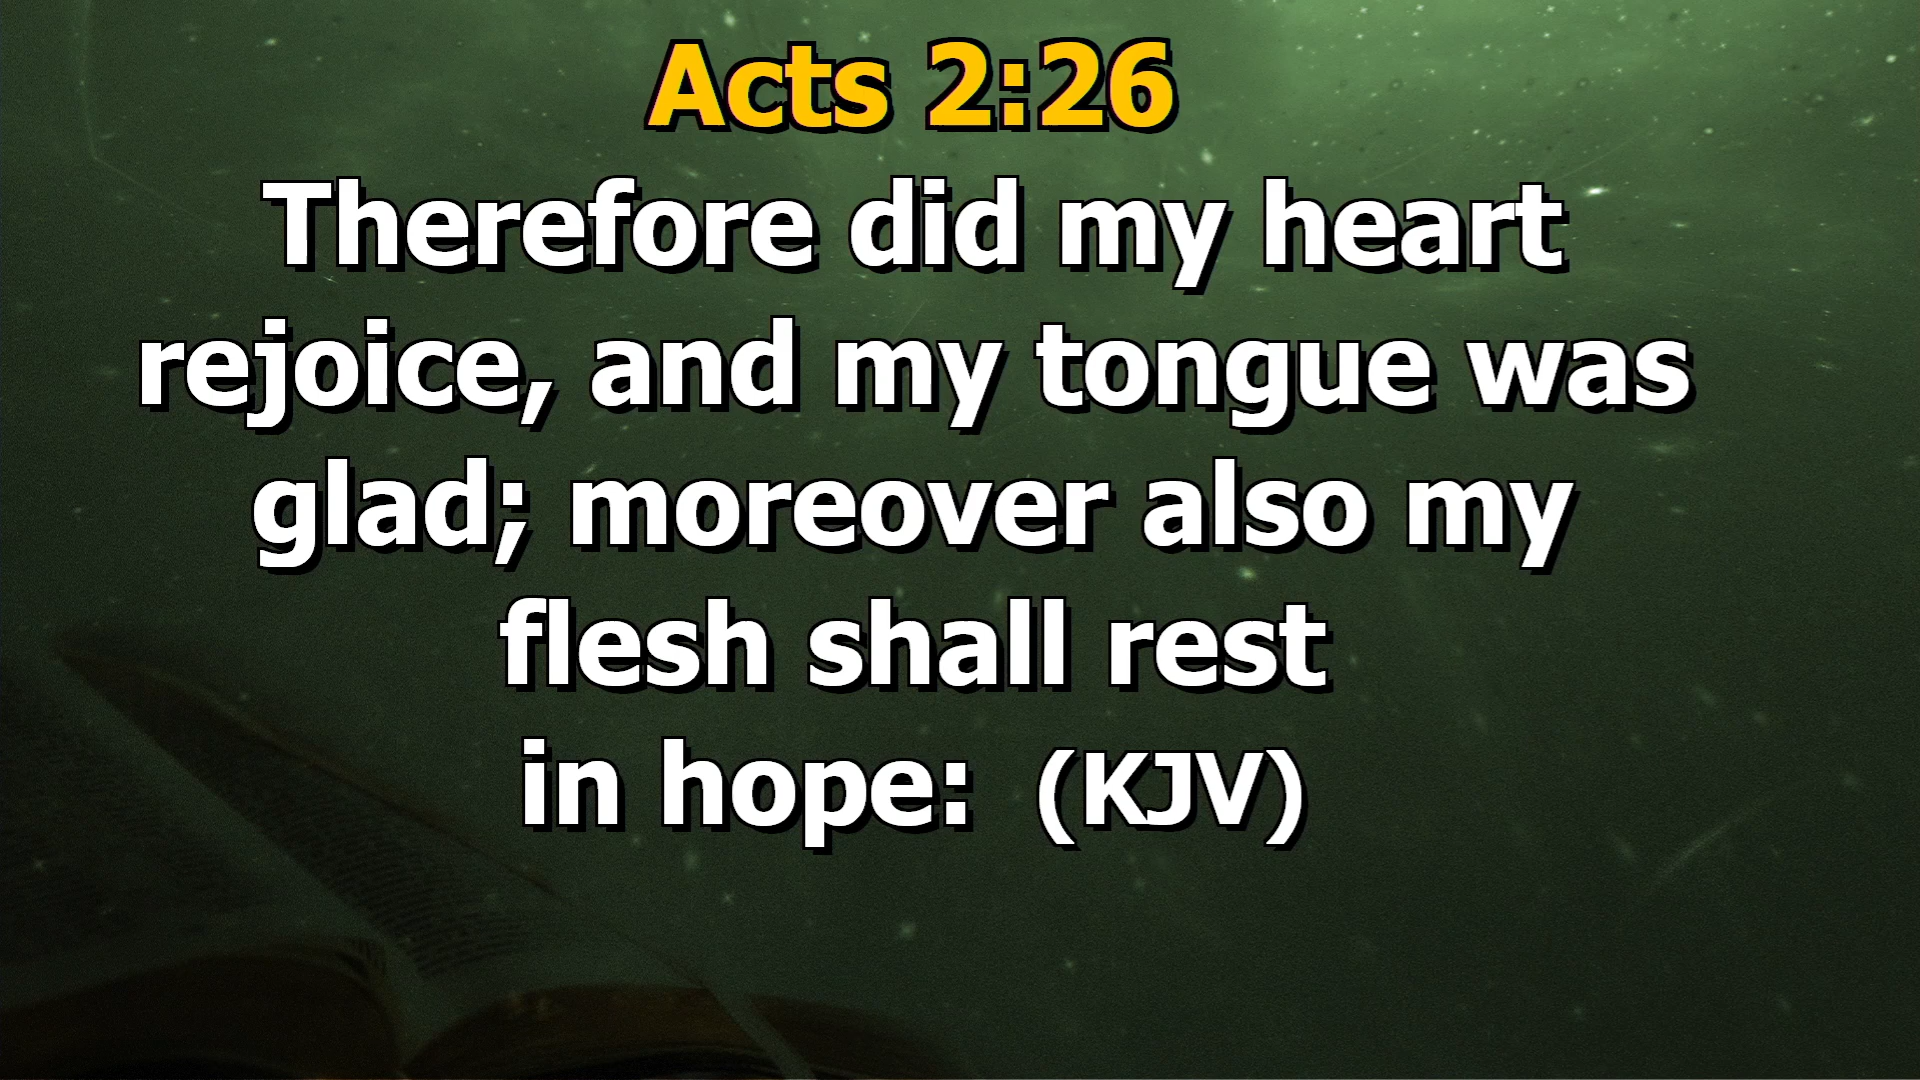 Acts 2:26
Therefore did my heart
rejoice, and my tongue was
glad; moreover also my
flesh shall rest
in hope: (KJV)